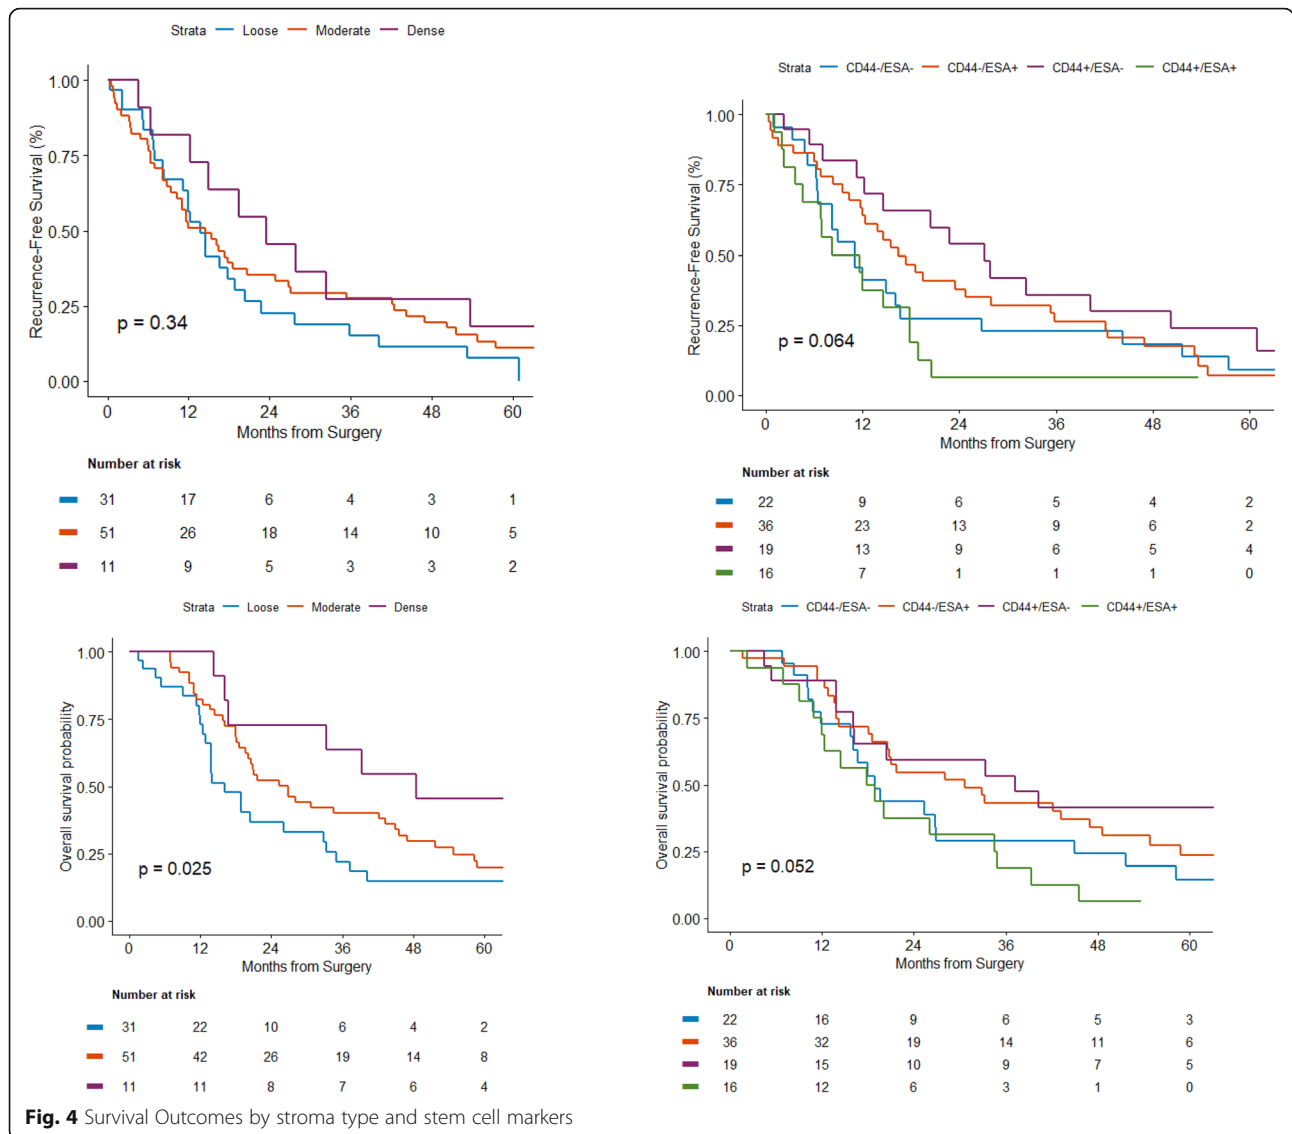 Strata Loose Moderate Dense
Recurrence-Free Survival (%)
1.00
0.75
0.50
0.25
0.00
p = 0.34
0 12 24 36 48 60
Months from Surgery
Number at risk
31 17 6 4 3 1
51 26 18 14 10 5
11 9 5 3 3 2
Strata CD44-/ESA- CD44-/ESA+ CD44+/ESA- CD44+/ESA+
Recurrence-Free Survival (%)
1.00
0.75
0.50
0.25
0.00
p = 0.064
0 12 24 36 48 60
Months from Surgery
Number at risk
22 9 6 5 4 2
36 23 13 9 6 2
19 13 9 6 5 4
16 7 1 1 1 0
Strata Loose Moderate Dense
Overall survival probability
1.00
0.75
0.50
0.25
0.00
p = 0.025
0 12 24 36 48 60
Months from Surgery
Number at risk
31 22 10 6 4 2
51 42 26 19 14 8
11 11 8 7 6 4
Strata CD44-/ESA- CD44-/ESA+ CD44+/ESA- CD44+/ESA+
Overall survival probability
1.00
0.75
0.50
0.25
0.00
p = 0.052
0 12 24 36 48 60
Months from Surgery
Number at risk
22 16 9 6 5 3
36 32 19 14 11 6
19 15 10 9 7 5
16 12 6 3 1 0
Fig. 4 Survival Outcomes by stroma type and stem cell markers